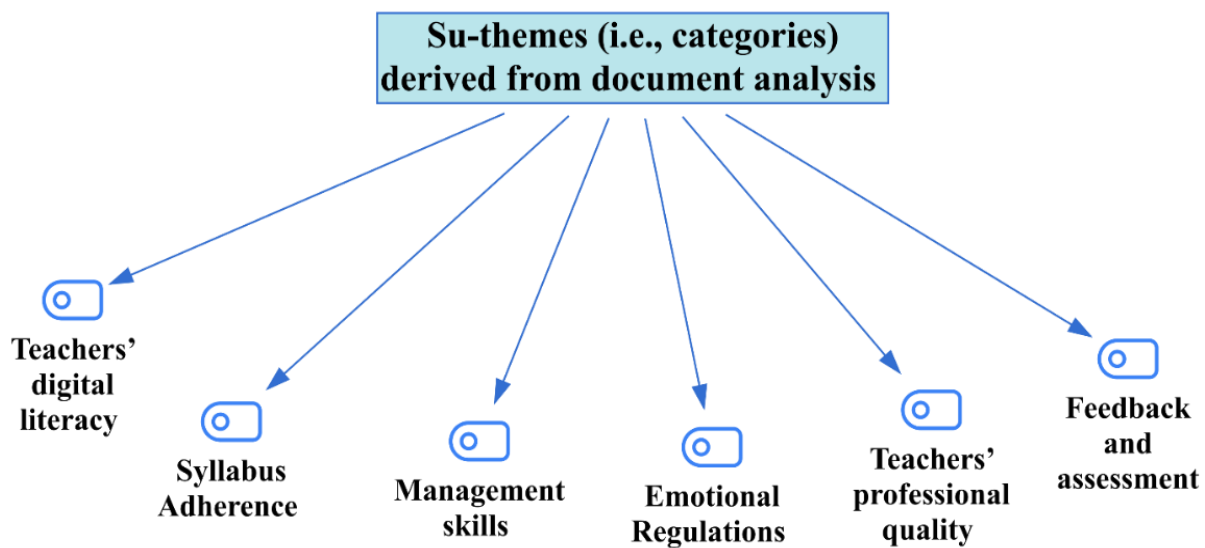 Su-themes (i.e., categories)
derived from document analysis
Teachers’
digital
literacy
Syllabus
Adherence
Management
skills
Emotional
Regulations
Teachers’
professional
quality
Feedback
and
assessment